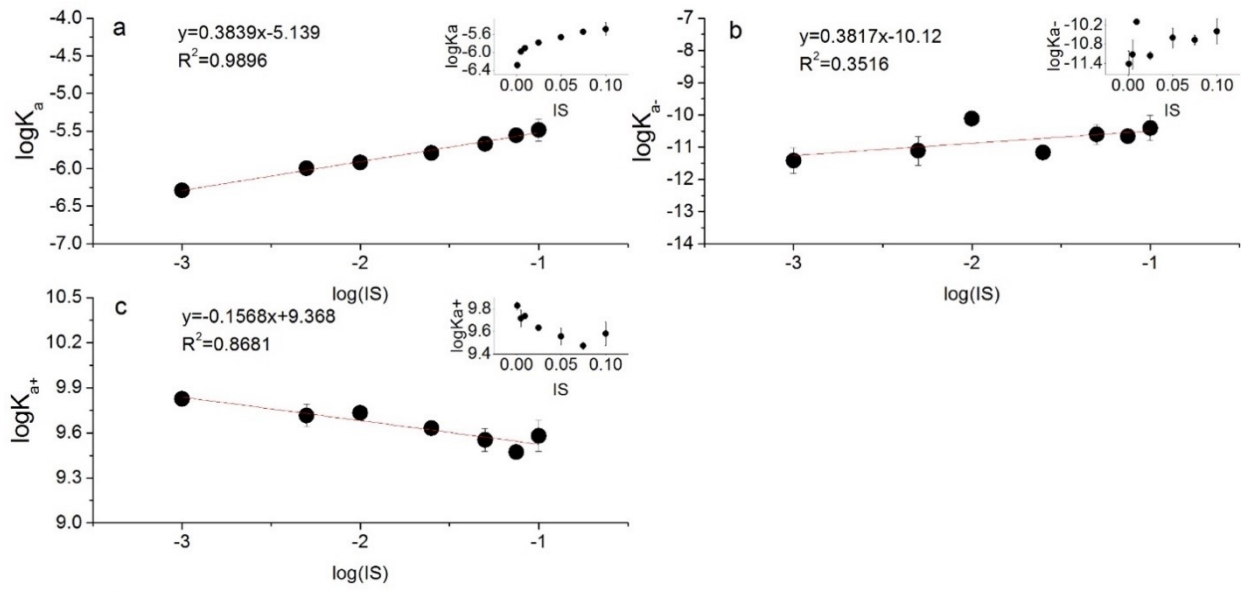 a
y=0.3839x-5.139
R²=0.9896
logKₐ
-4.0
-4.5
-5.0
-5.5
-6.0
-6.5
-7.0
-3 -2 -1
log(IS)
logKa
-5.6
-6.0
-6.4
0.00 0.05 0.10
IS
b
y=0.3817x-10.12
R²=0.3516
logKₐ₋
-7
-8
-9
-10
-11
-12
-13
-14
-3 -2 -1
log(IS)
logKa-
-10.2
-10.8
-11.4
0.00 0.05 0.10
IS
c
y=-0.1568x+9.368
R²=0.8681
logKₐ₊
10.5
10.2
9.9
9.6
9.3
9.0
-3 -2 -1
log(IS)
logKa+
9.8
9.6
9.4
0.00 0.05 0.10
IS